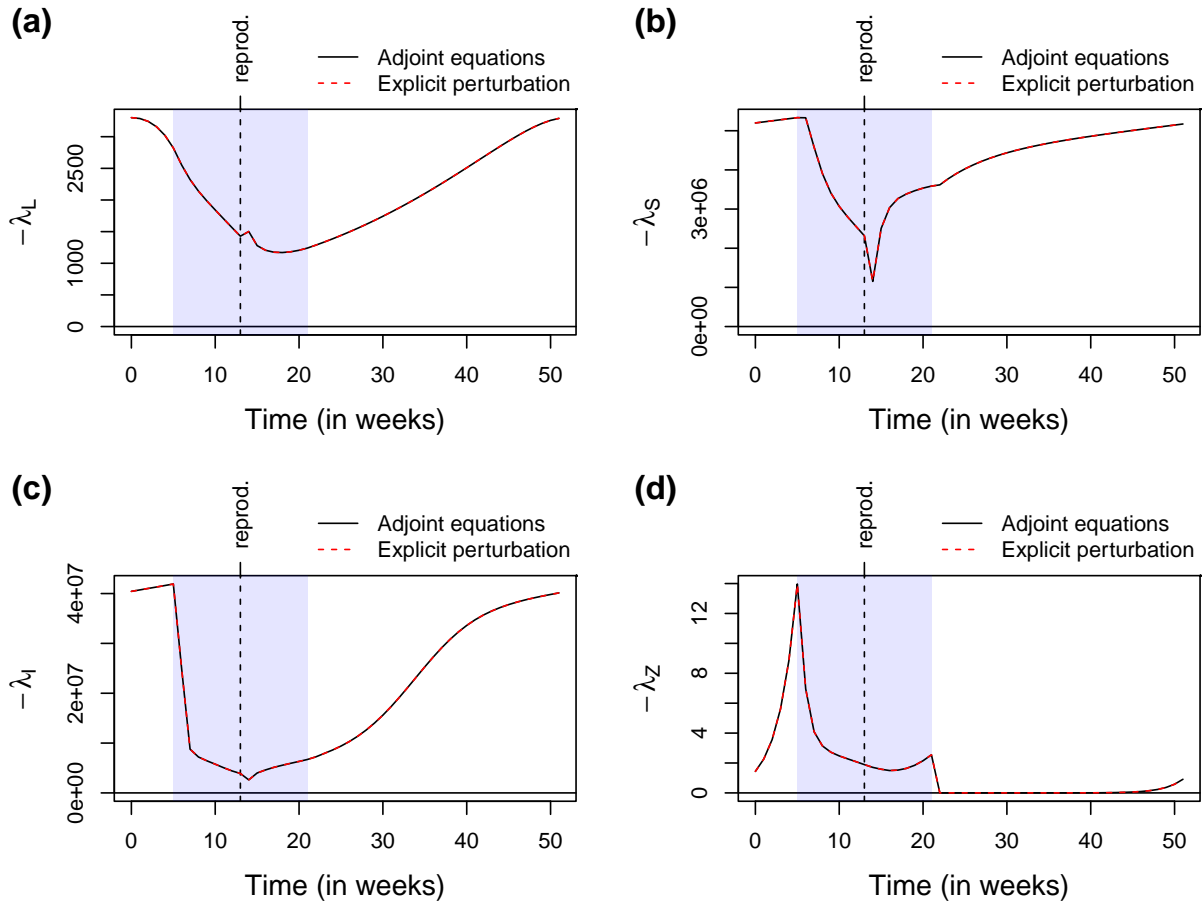 (a)
reprod.
Adjoint equations
Explicit perturbation
−λL
0
1000
2500
0
10
20
30
40
50
Time (in weeks)
(b)
reprod.
Adjoint equations
Explicit perturbation
−λS
0e+00
3e+06
0
10
20
30
40
50
Time (in weeks)
(c)
reprod.
Adjoint equations
Explicit perturbation
−λI
0e+00
2e+07
4e+07
0
10
20
30
40
50
Time (in weeks)
(d)
reprod.
Adjoint equations
Explicit perturbation
−λZ
0
4
8
12
0
10
20
30
40
50
Time (in weeks)